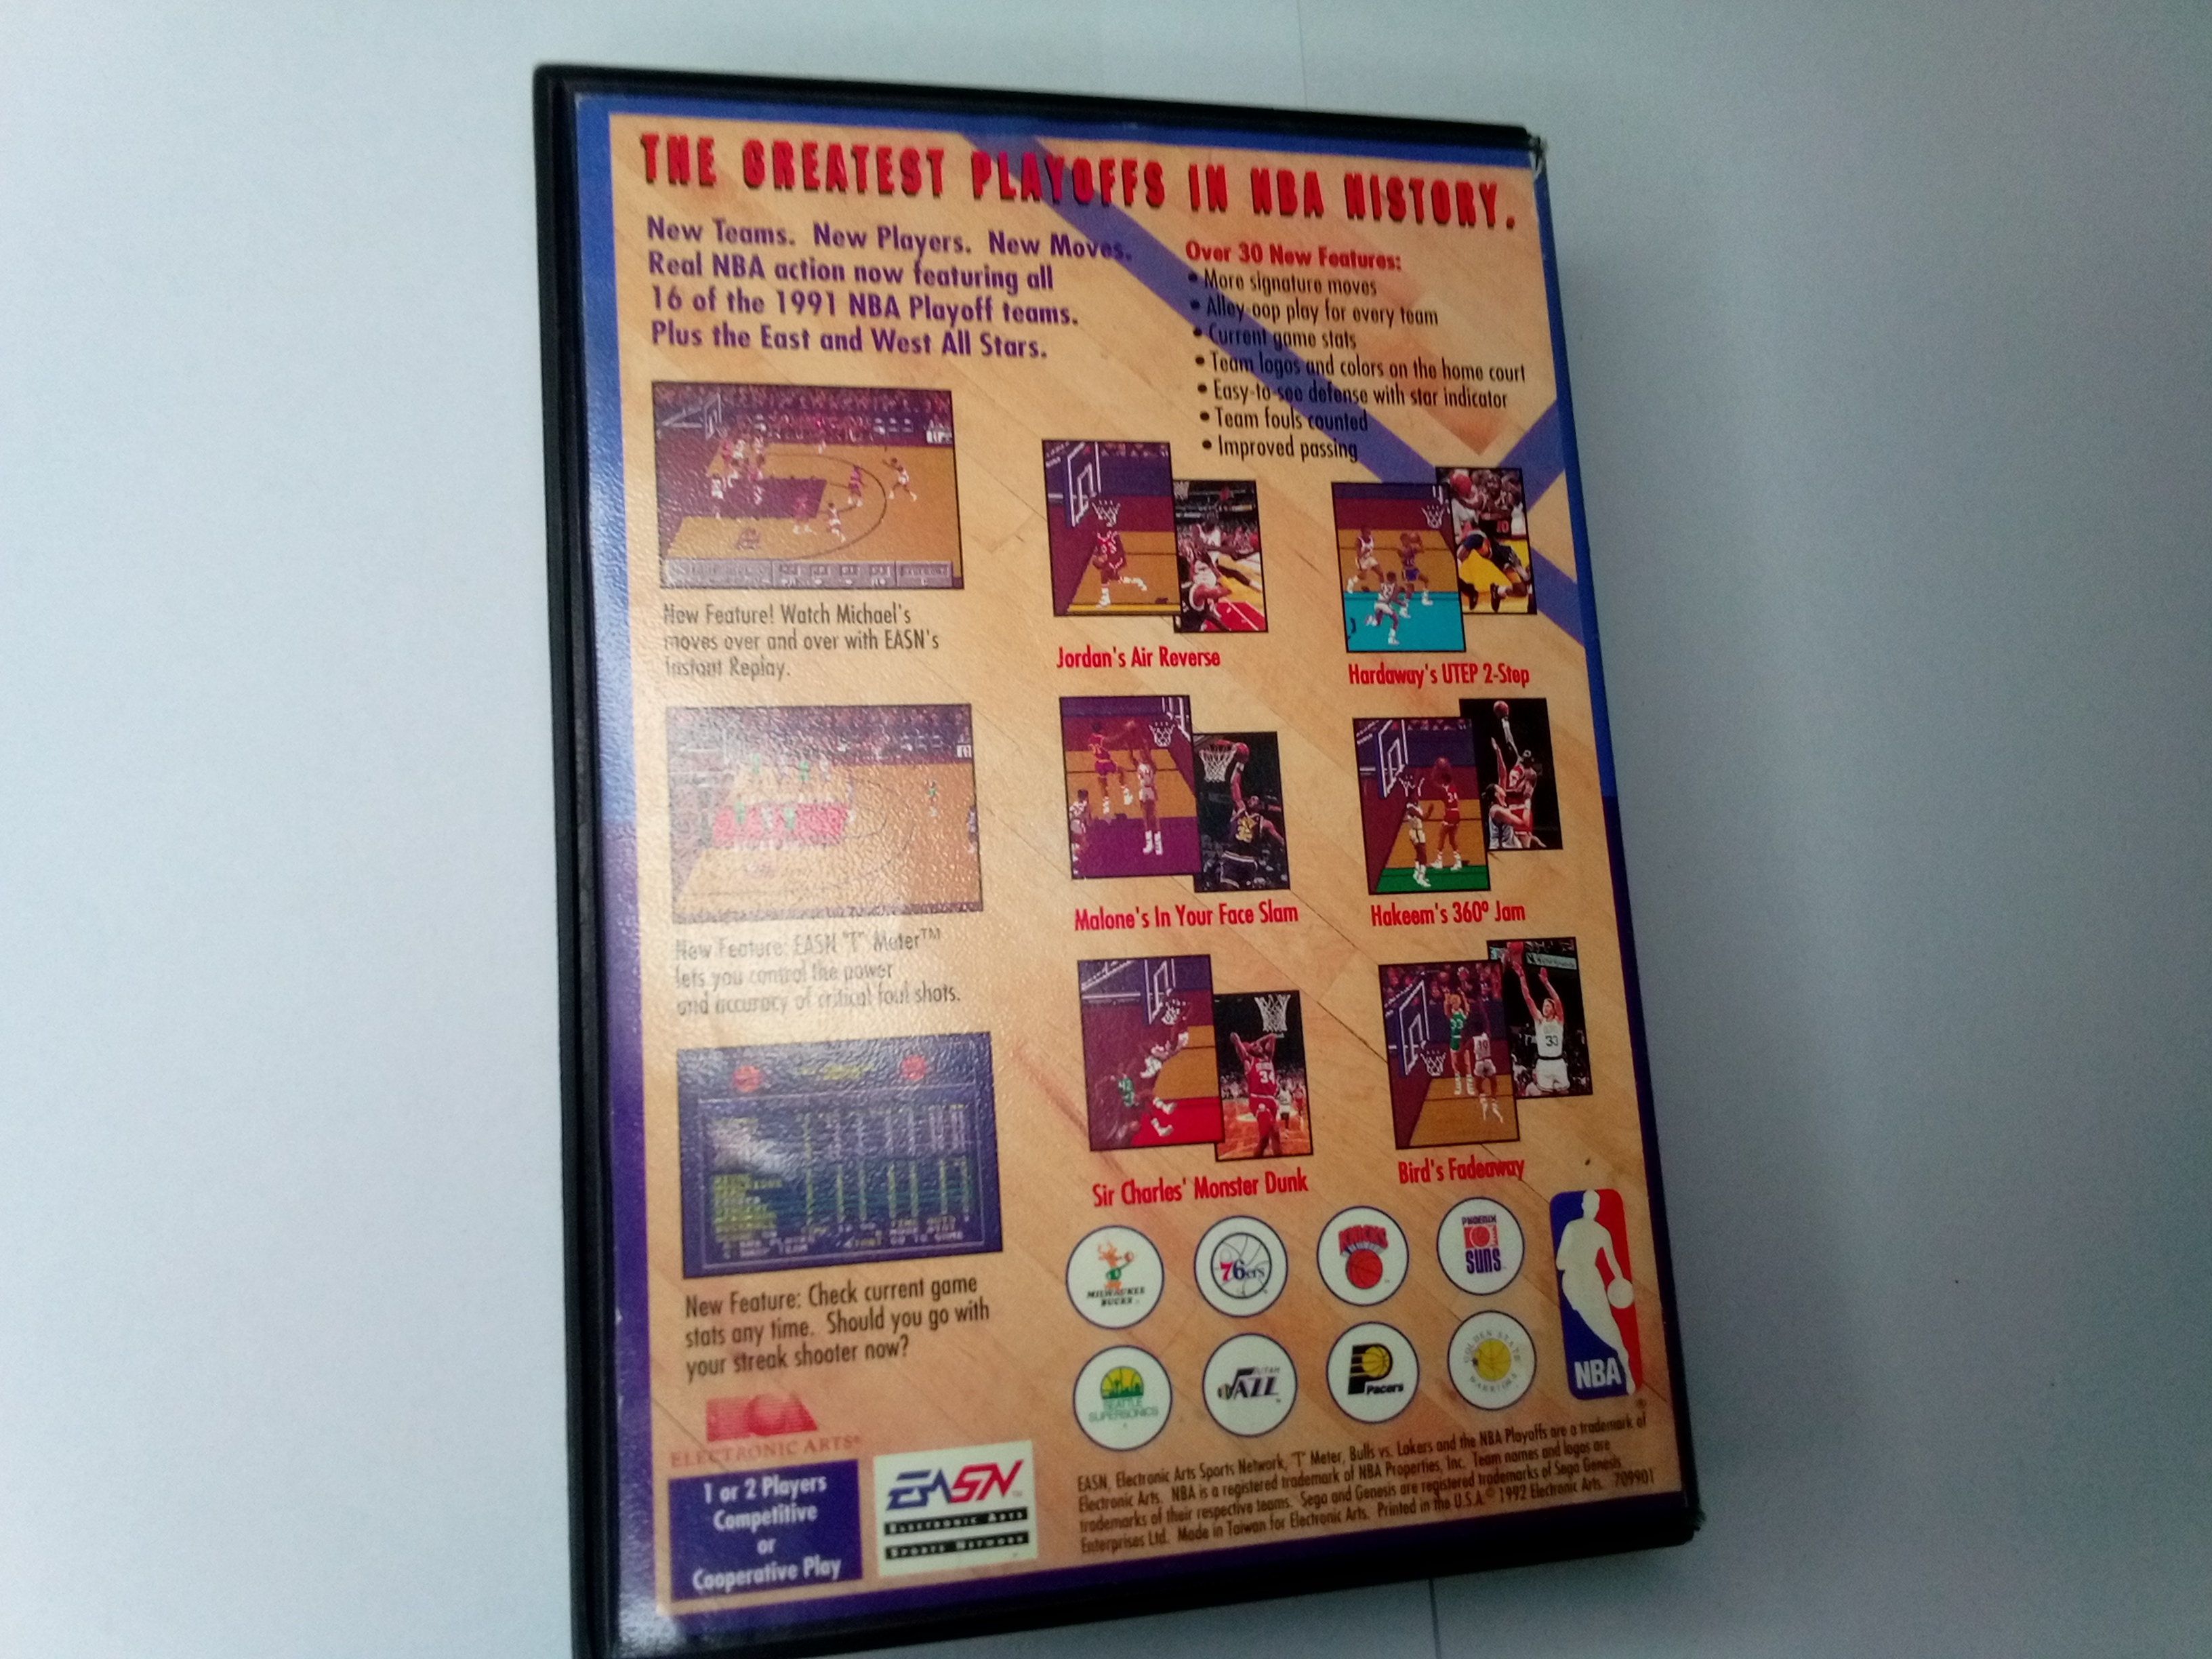 THE GREATEST PLAYOFFS IN NBA HISTORY.
New Teams. New Players. New Moves.
Real NBA action now featuring all
16 of the 1991 NBA Playoff teams.
Plus the East and West All Stars.
Over 30 New Features:
• More signature moves
• Alley-oop play for every team
• Current game stats
• Team logos and colors on the home court
• Easy-to-see defense with star indicator
• Team fouls counted
• Improved passing
New Feature! Watch Michael's
moves over and over with EASN's
Instant Replay.
Jordan's Air Reverse
Hardaway's UTEP 2-Step
New Feature: EASN "T" Meter™
lets you control the power
and accuracy of critical foul shots.
Malone's In Your Face Slam
Hakeem's 360º Jam
34
33
Sir Charles' Monster Dunk
Bird's Fadeaway
New Feature: Check current game
stats any time. Should you go with
your streak shooter now?
MILWAUKEE
BUCKS
76ers
KNICKS
PHOENIX
SUNS
SEATTLE
SUPERSONICS
UTAH
JAZZ
Pacers
GOLDEN STATE
WARRIORS
NBA
ELECTRONIC ARTS®
1 or 2 Players
Competitive
or
Cooperative Play
EASN™
ELECTRONIC ARTS
SPORTS NETWORK
EASN, Electronic Arts Sports Network, "T" Meter, Bulls vs. Lakers and the NBA Playoffs are a trademark of
Electronic Arts. NBA is a registered trademark of NBA Properties, Inc. Team names and logos are
trademarks of their respective teams. Sega and Genesis are registered trademarks of Sega Genesis
Enterprises Ltd. Made in Taiwan for Electronic Arts. Printed in the U.S.A. © 1992 Electronic Arts. 709901